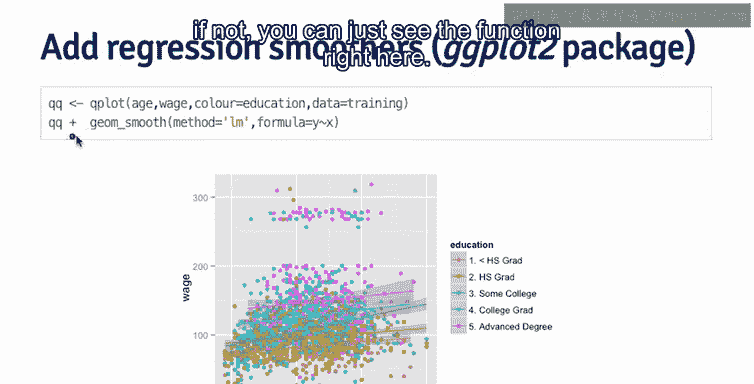 if not, you can just see the function
right here.
Add regression smoothers (ggplot2 package)
qq <- qplot(age,wage,colour=education,data=training)
qq + geom_smooth(method='lm',formula=y~x)
300
200
100
wage
education
1. < HS Grad
2. HS Grad
3. Some College
4. College Grad
5. Advanced Degree